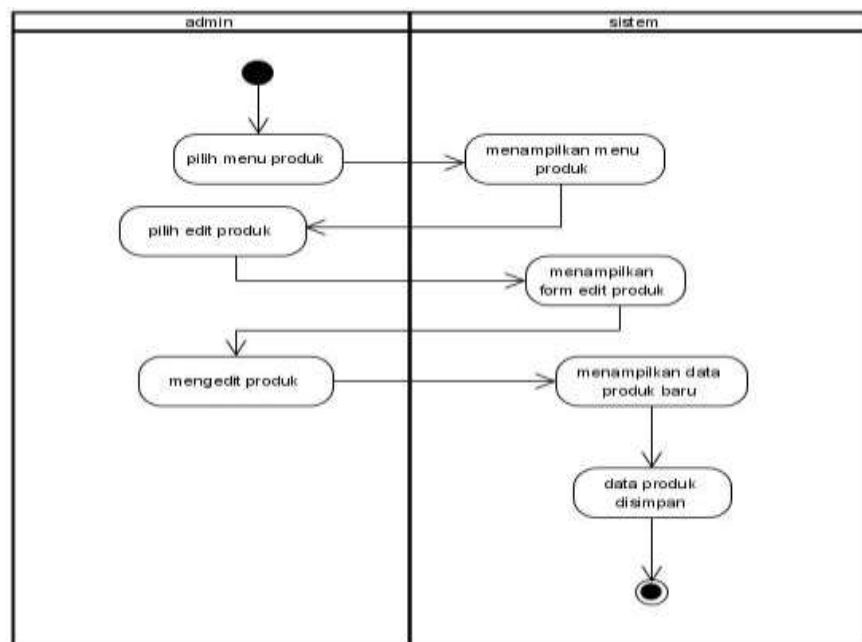 admin
sistem
pilih menu produk
menampilkan menu
produk
pilih edit produk
menampilkan
form edit produk
mengedit produk
menampilkan data
produk baru
data produk
disimpan